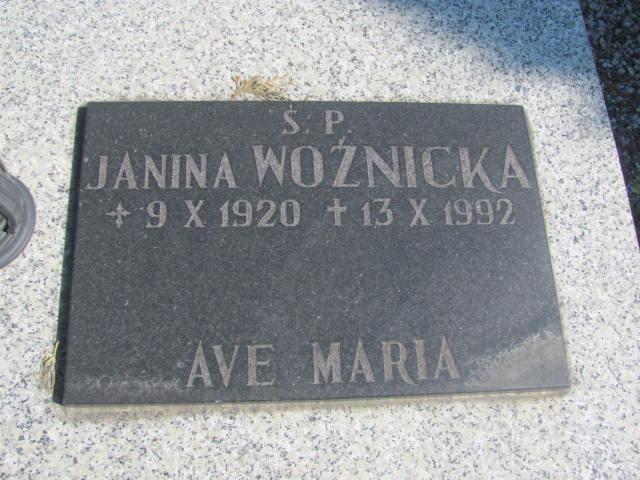 Ś. P.
JANINA WOŹNICKA
✢ 9 X 1920 ✝ 13 X 1992
AVE MARIA